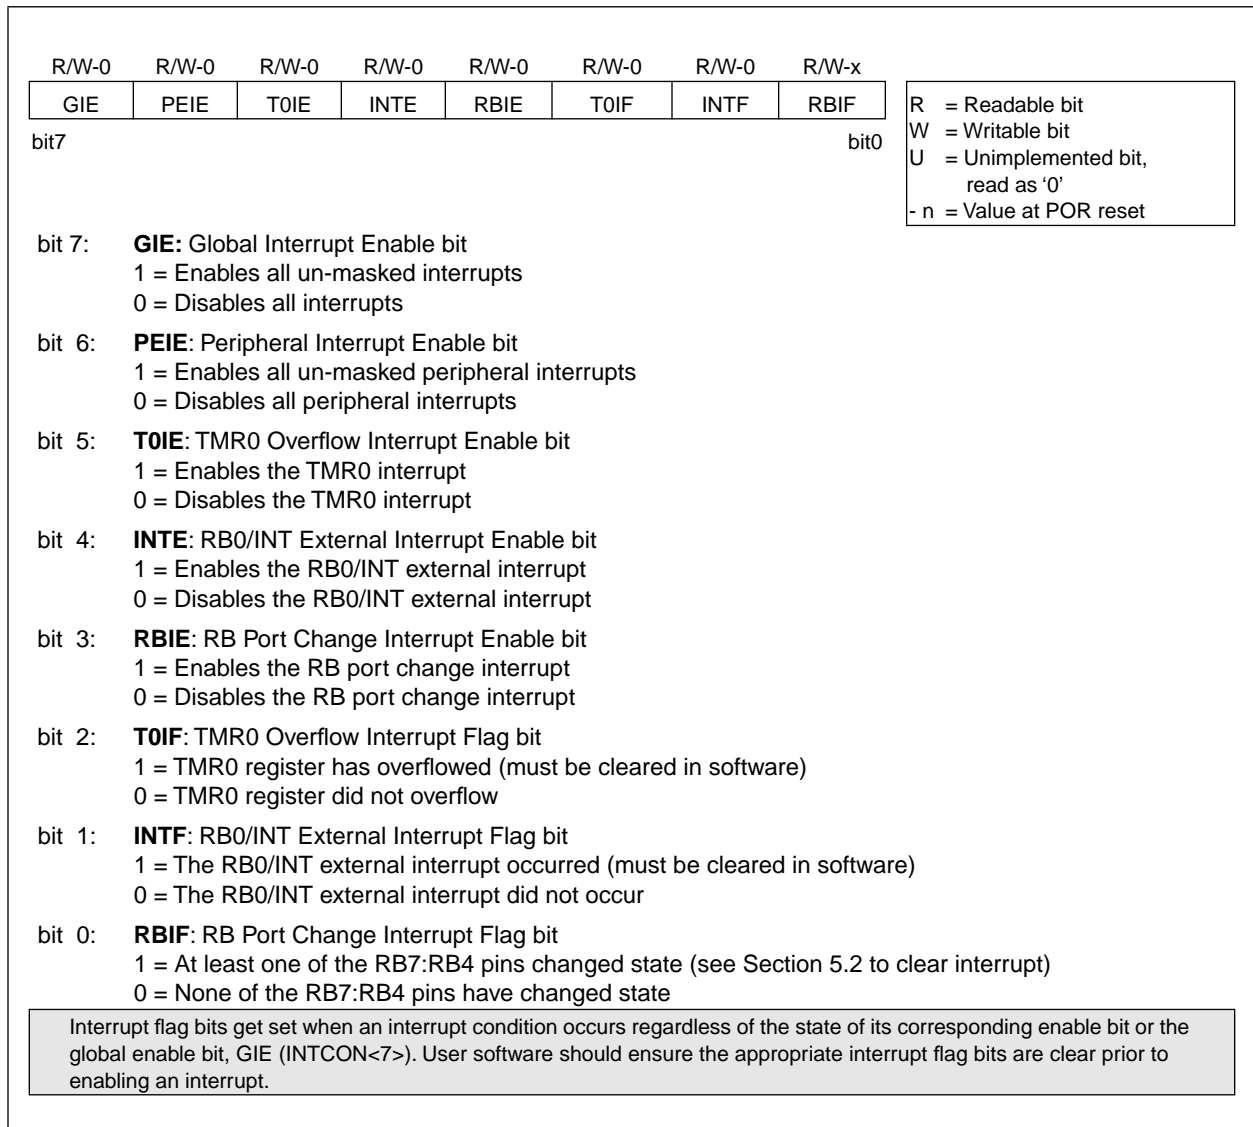 R/W-0 R/W-0 R/W-0 R/W-0 R/W-0 R/W-0 R/W-0 R/W-x
GIE PEIE T0IE INTE RBIE T0IF INTF RBIF
bit7 bit0
R = Readable bit
W = Writable bit
U = Unimplemented bit,
read as ‘0’
- n = Value at POR reset
bit 7: GIE: Global Interrupt Enable bit
1 = Enables all un-masked interrupts
0 = Disables all interrupts
bit 6: PEIE: Peripheral Interrupt Enable bit
1 = Enables all un-masked peripheral interrupts
0 = Disables all peripheral interrupts
bit 5: T0IE: TMR0 Overflow Interrupt Enable bit
1 = Enables the TMR0 interrupt
0 = Disables the TMR0 interrupt
bit 4: INTE: RB0/INT External Interrupt Enable bit
1 = Enables the RB0/INT external interrupt
0 = Disables the RB0/INT external interrupt
bit 3: RBIE: RB Port Change Interrupt Enable bit
1 = Enables the RB port change interrupt
0 = Disables the RB port change interrupt
bit 2: T0IF: TMR0 Overflow Interrupt Flag bit
1 = TMR0 register has overflowed (must be cleared in software)
0 = TMR0 register did not overflow
bit 1: INTF: RB0/INT External Interrupt Flag bit
1 = The RB0/INT external interrupt occurred (must be cleared in software)
0 = The RB0/INT external interrupt did not occur
bit 0: RBIF: RB Port Change Interrupt Flag bit
1 = At least one of the RB7:RB4 pins changed state (see Section 5.2 to clear interrupt)
0 = None of the RB7:RB4 pins have changed state
Interrupt flag bits get set when an interrupt condition occurs regardless of the state of its corresponding enable bit or the
global enable bit, GIE (INTCON<7>). User software should ensure the appropriate interrupt flag bits are clear prior to
enabling an interrupt.